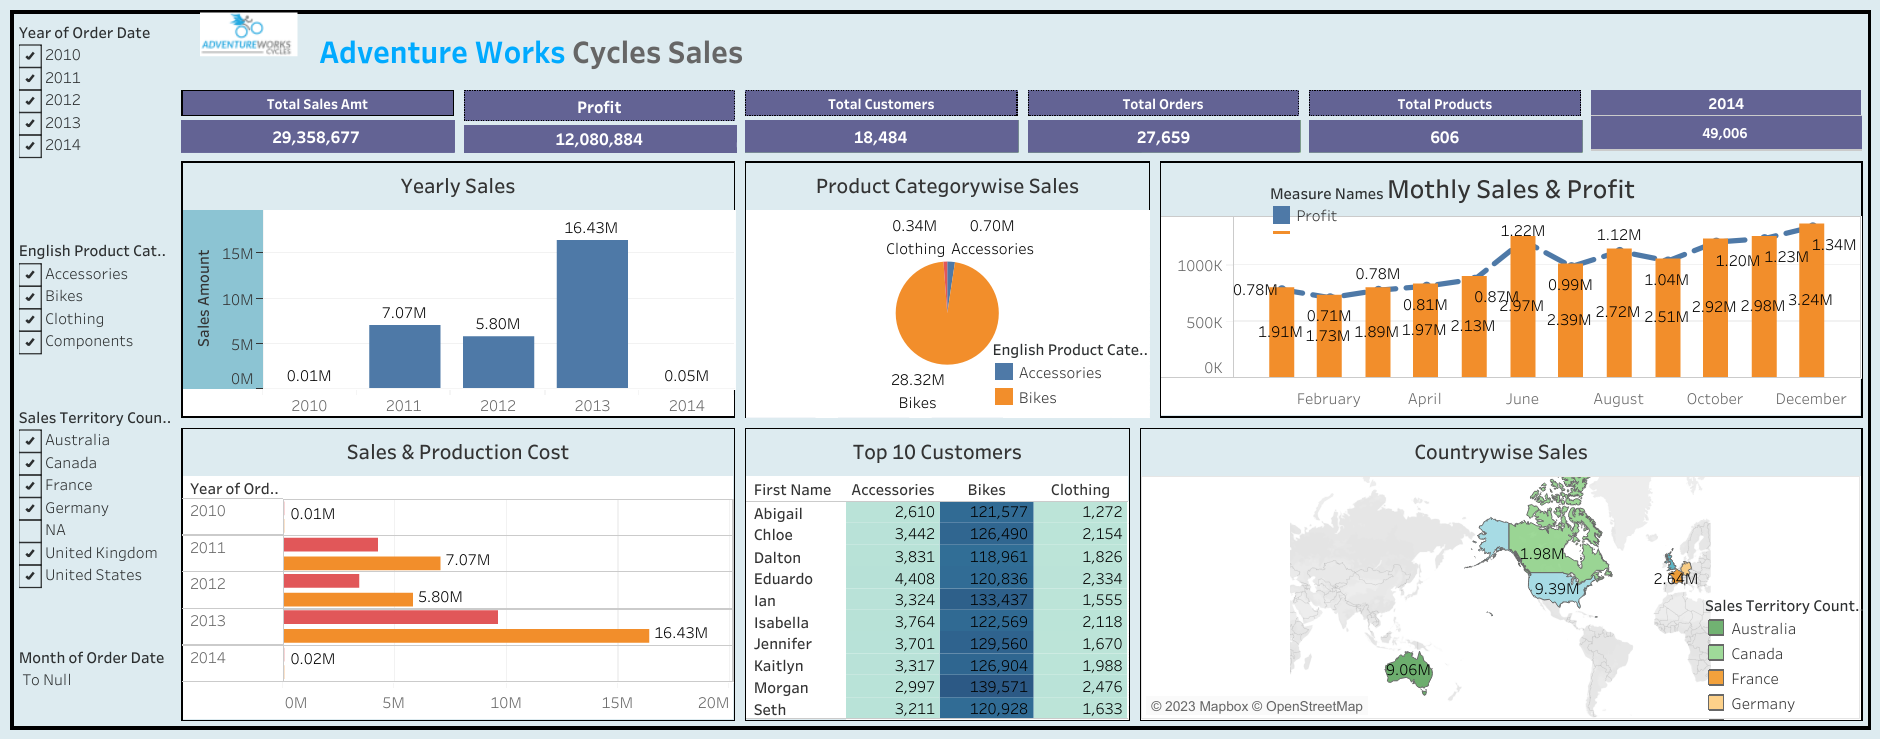 Year of Order Date
2010
2011
2012
2013
2014
English Product Cat..
Accessories
Bikes
Clothing
Components
Sales Territory Coun..
Australia
Canada
France
Germany
NA
United Kingdom
United States
Month of Order Date
To Null
ADVENTUREWORKS
CYCLES
Adventure Works Cycles Sales
Total Sales Amt
29,358,677
Profit
12,080,884
Total Customers
18,484
Total Orders
27,659
Total Products
606
2014
49,006
Yearly Sales
Sales Amount
15M
10M
5M
0M
0.01M
7.07M
5.80M
16.43M
0.05M
2010 2011 2012 2013 2014
Product Categorywise Sales
0.34M 0.70M
Clothing Accessories
28.32M
Bikes
English Product Cate..
Accessories
Bikes
Mothly Sales & Profit
Measure Names
Profit
1000K
500K
0K
0.78M 0.71M 0.78M 0.81M 0.87M 1.22M 0.99M 1.12M 1.04M 1.20M 1.23M 1.34M
1.91M 1.73M 1.89M 1.97M 2.13M 2.97M 2.39M 2.72M 2.51M 2.92M 2.98M 3.24M
February April June August October December
Sales & Production Cost
Year of Ord..
2010 0.01M
2011 7.07M
2012 5.80M
2013 16.43M
2014 0.02M
0M 5M 10M 15M 20M
Top 10 Customers
First Name Accessories Bikes Clothing
Abigail 2,610 121,577 1,272
Chloe 3,442 126,490 2,154
Dalton 3,831 118,961 1,826
Eduardo 4,408 120,836 2,334
Ian 3,324 133,437 1,555
Isabella 3,764 122,569 2,118
Jennifer 3,701 129,560 1,670
Kaitlyn 3,317 126,904 1,988
Morgan 2,997 139,571 2,476
Seth 3,211 120,928 1,633
Countrywise Sales
1.98M
9.39M
2.64M
9.06M
Sales Territory Count.
Australia
Canada
France
Germany
© 2023 Mapbox © OpenStreetMap